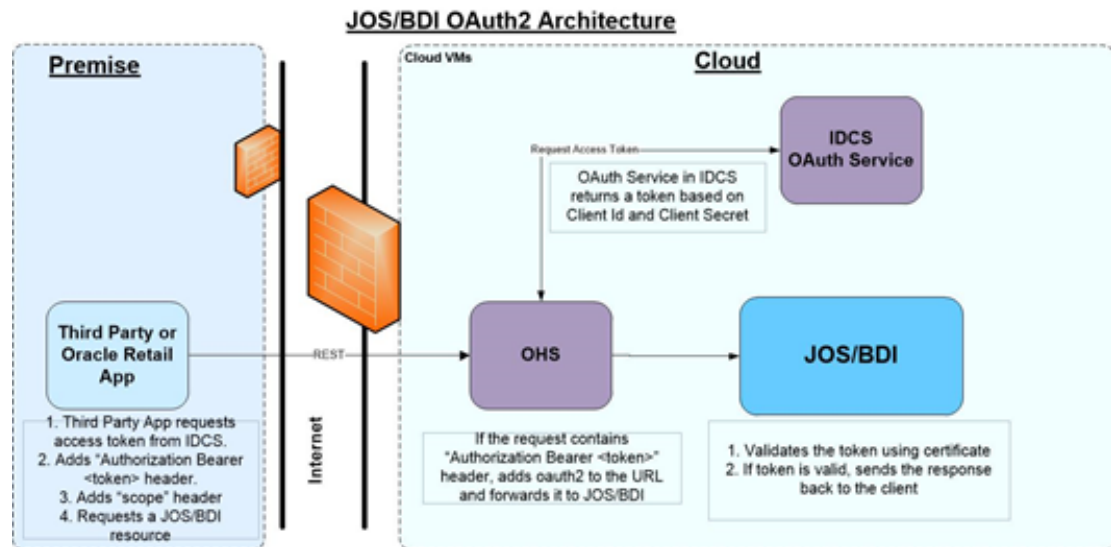 JOS/BDI OAuth2 Architecture
Premise
Cloud VMs
Cloud
IDCS
OAuth Service
Request Access Token
OAuth Service in IDCS
returns a token based on
Client Id and Client Secret
Third Party or
Oracle Retail
App
REST
OHS
JOS/BDI
1. Third Party App requests
access token from IDCS.
2. Adds “Authorization Bearer
<token> header.
3. Adds “scope” header
4. Requests a JOS/BDI
resource
Internet
If the request contains
“Authorization Bearer <token>”
header, adds oauth2 to the URL
and forwards it to JOS/BDI
1. Validates the token using certificate
2. If token is valid, sends the response
back to the client